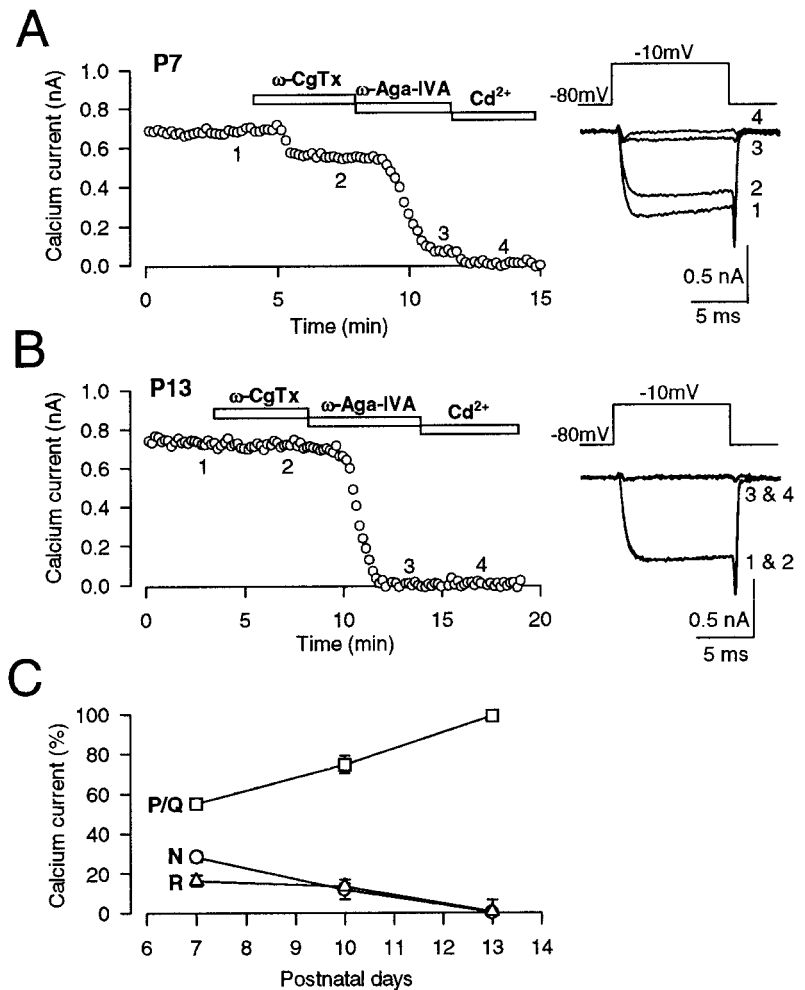 A
P7
Calcium current (nA)
1.0
0.8
0.6
0.4
0.2
0.0
ω-CgTx
ω-Aga-IVA
Cd2+
1
2
3
4
0
5
10
15
Time (min)
-10mV
-80mV
4
3
2
1
0.5 nA
5 ms
B
P13
Calcium current (nA)
1.0
0.8
0.6
0.4
0.2
0.0
ω-CgTx
ω-Aga-IVA
Cd2+
1
2
3
4
0
5
10
15
20
Time (min)
-10mV
-80mV
3 & 4
1 & 2
0.5 nA
5 ms
C
Calcium current (%)
100
80
60
40
20
0
P/Q
N
R
6
7
8
9
10
11
12
13
14
Postnatal days